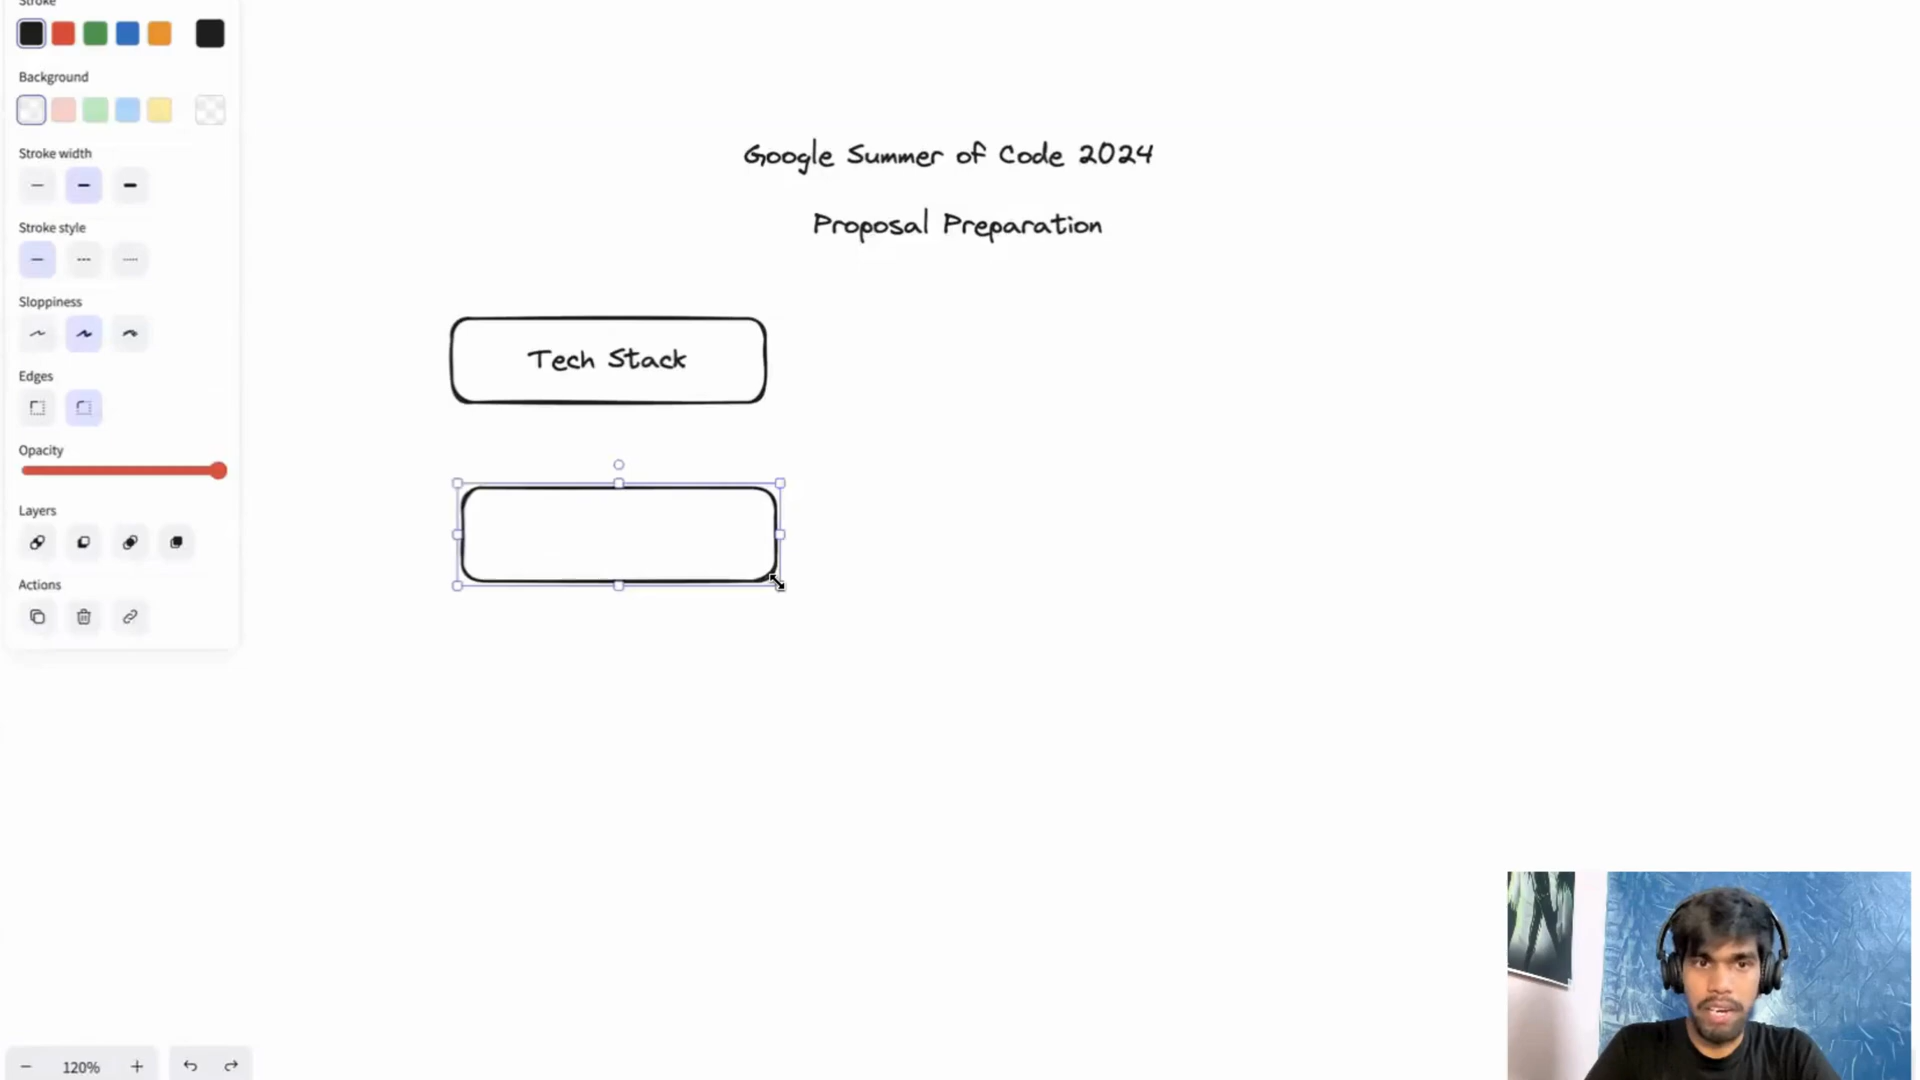 Stroke
Background
Stroke width
Stroke style
Sloppiness
Edges
Opacity
Layers
Actions
Google Summer of Code 2024
Proposal Preparation
Tech Stack
120%